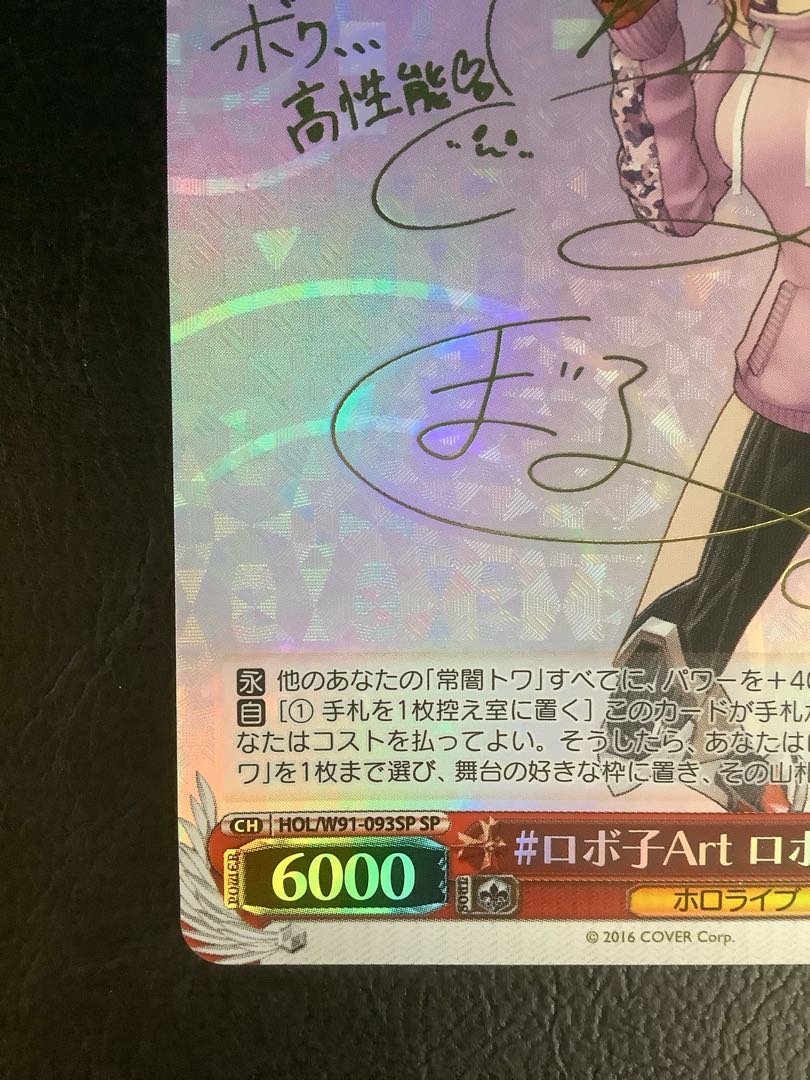 ボク...
高性能
永 他のあなたの「常闇トワ」すべてに、パワーを＋40
自［① 手札を1枚控え室に置く］このカードが手札か
なたはコストを払ってよい。そうしたら、あなたは
ワ」を1枚まで選び、舞台の好きな枠に置き、その山札
CH HOL/W91-093SP SP
#ロボ子Art ロボ
POWER 6000 SOUL
ホロライブ
© 2016 COVER Corp.